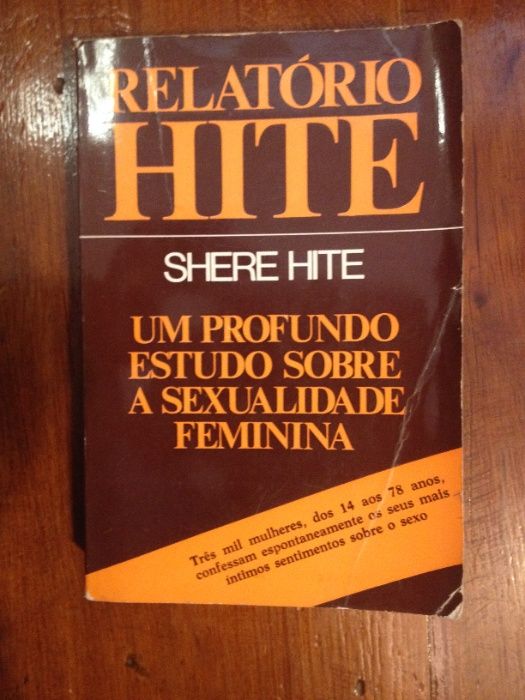 RELATÓRIO
HITE
SHERE HITE
UM PROFUNDO
ESTUDO SOBRE
A SEXUALIDADE
FEMININA
Três mil mulheres, dos 14 aos 78 anos,
confessam espontaneamente os seus mais
íntimos sentimentos sobre o sexo